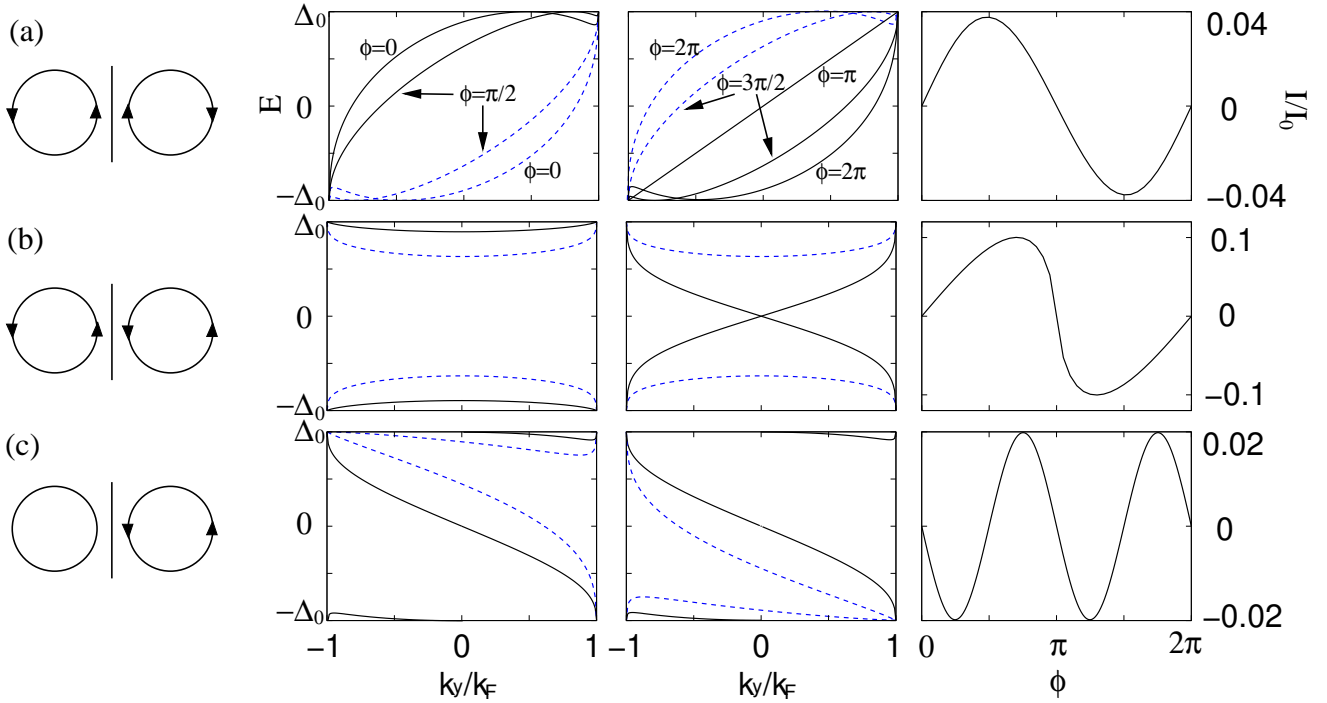 (a)
Δ₀
E
0
−Δ₀
ϕ=0
ϕ=π/2
ϕ=0
ϕ=2π
ϕ=π
ϕ=3π/2
ϕ=2π
0.04
0
−0.04
I/I₀
(b)
Δ₀
0
−Δ₀
0.1
0
−0.1
(c)
Δ₀
0
−Δ₀
0.02
0
−0.02
−1 0 1
−1 0 1
0 π 2π
ky/kF
ky/kF
ϕ